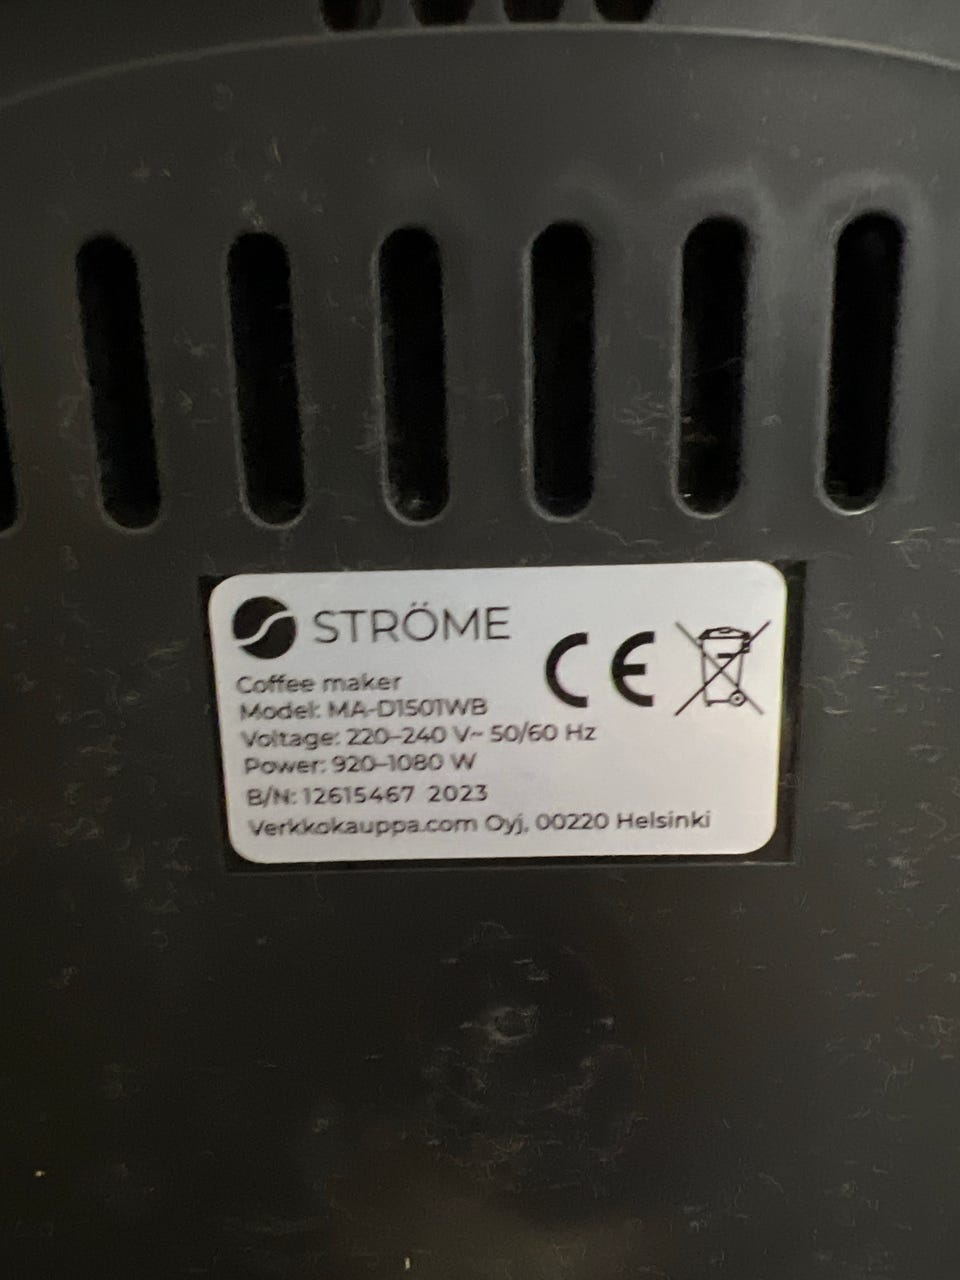 STRÖME
CE
Coffee maker
Model: MA-D1501WB
Voltage: 220–240 V~ 50/60 Hz
Power: 920–1080 W
B/N: 12615467 2023
Verkkokauppa.com Oyj, 00220 Helsinki